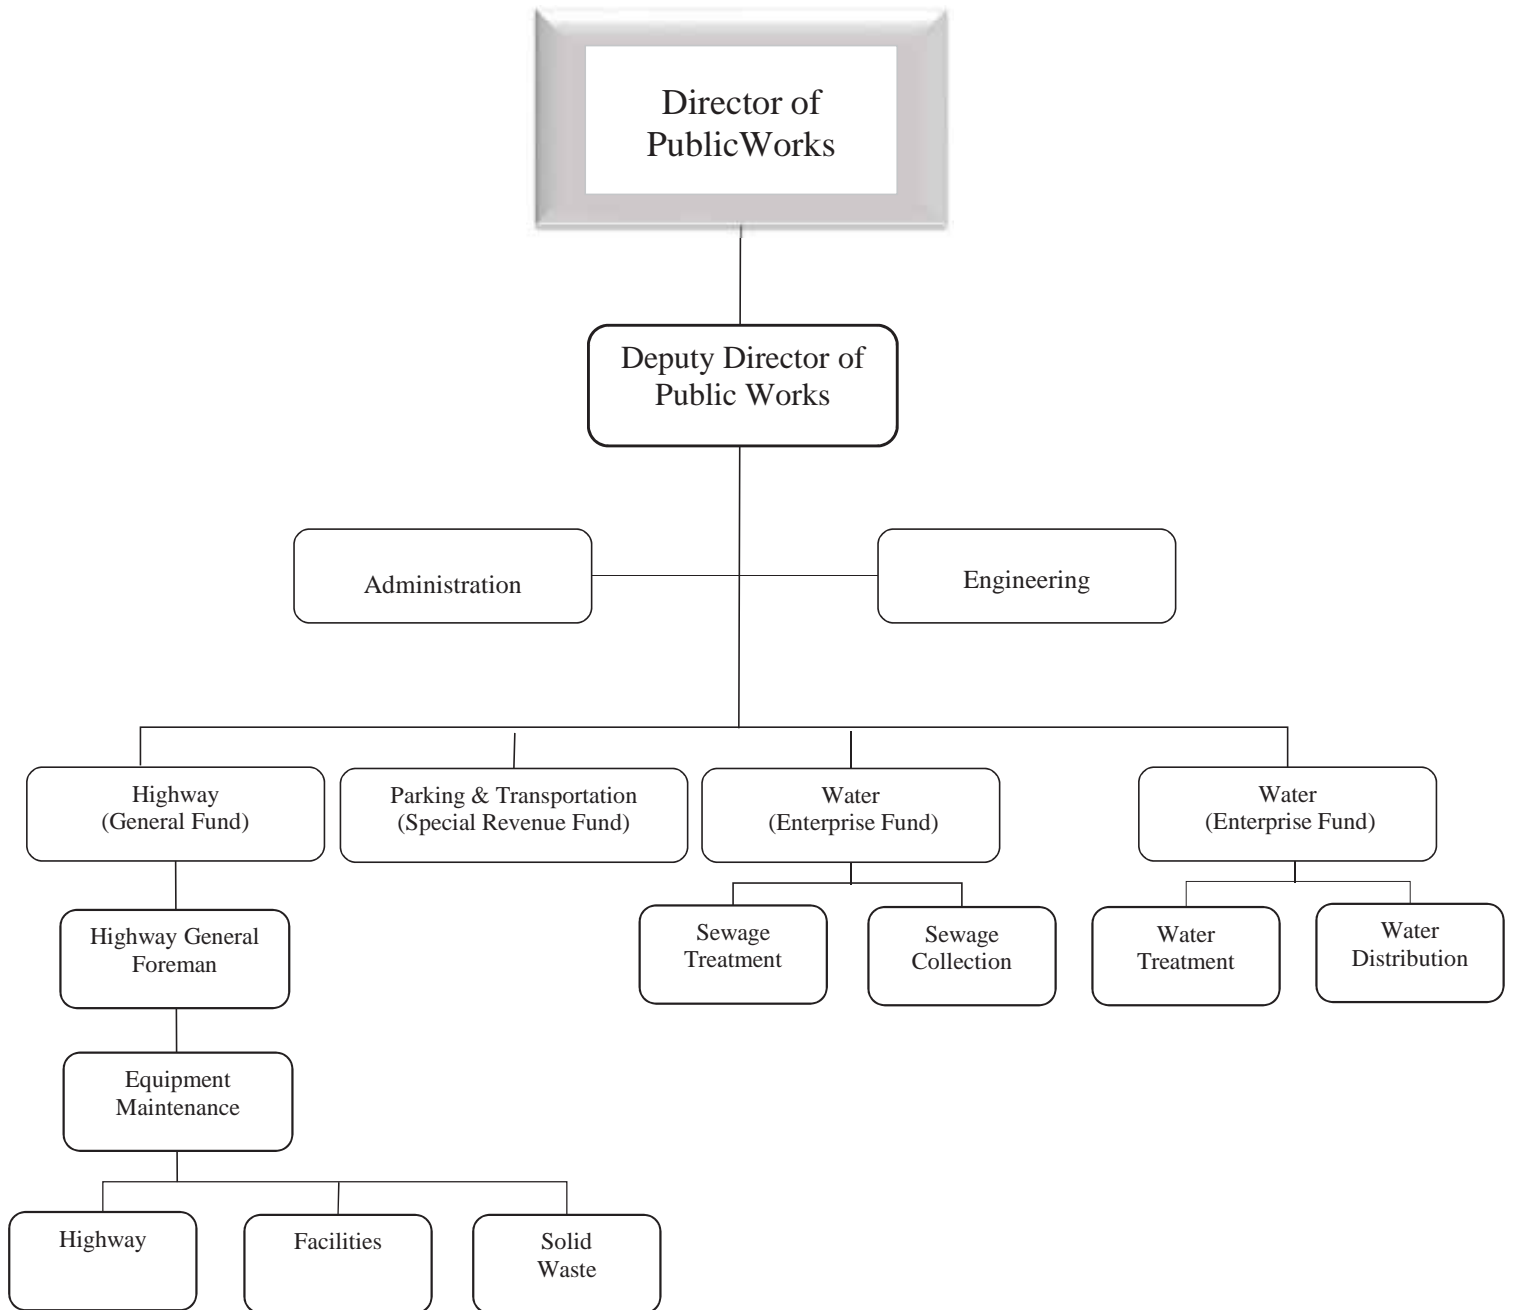 Director of
PublicWorks
Deputy Director of
Public Works
Administration
Engineering
Highway
(General Fund)
Parking & Transportation
(Special Revenue Fund)
Water
(Enterprise Fund)
Water
(Enterprise Fund)
Highway General
Foreman
Sewage
Treatment
Sewage
Collection
Water
Treatment
Water
Distribution
Equipment
Maintenance
Highway
Facilities
Solid
Waste